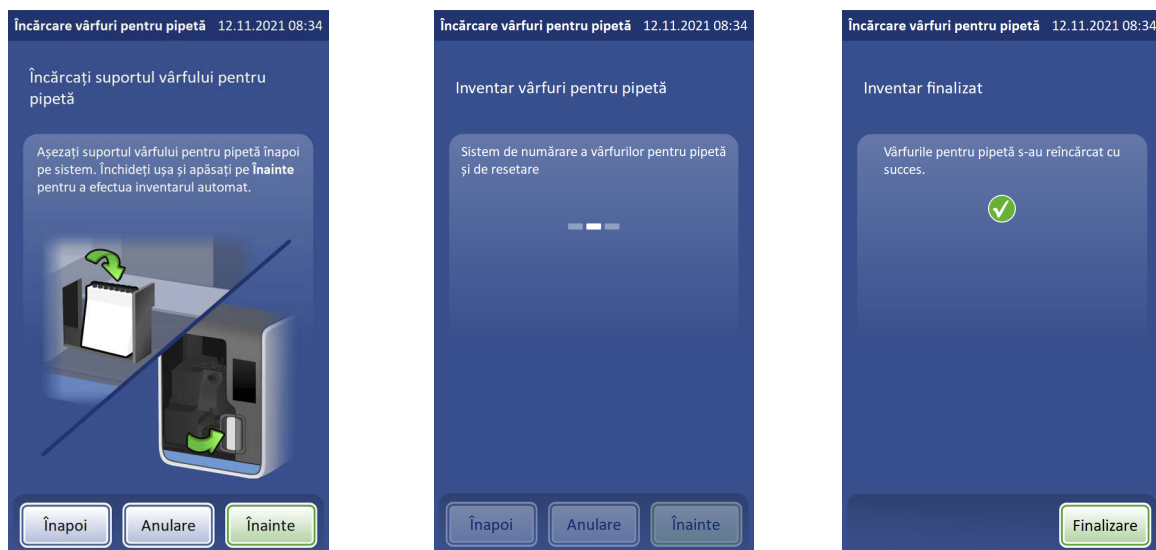 Încărcare vârfuri pentru pipetă 12.11.2021 08:34
Încărcați suportul vârfului pentru
pipetă
Așezați suportul vârfului pentru pipetă înapoi
pe sistem. Închideți ușa și apăsați pe Înainte
pentru a efectua inventarul automat.
Înapoi
Anulare
Înainte
Încărcare vârfuri pentru pipetă 12.11.2021 08:34
Inventar vârfuri pentru pipetă
Sistem de numărare a vârfurilor pentru pipetă
și de resetare
Înapoi
Anulare
Înainte
Încărcare vârfuri pentru pipetă 12.11.2021 08:34
Inventar finalizat
Vârfurile pentru pipetă s-au reîncărcat cu
succes.
Finalizare